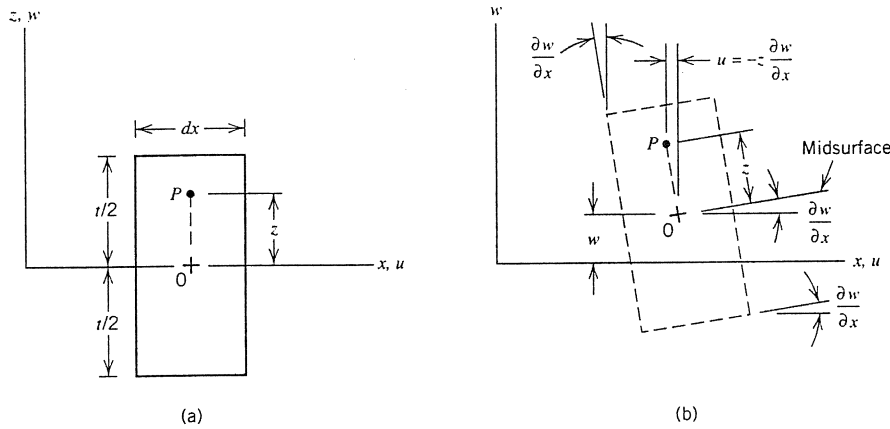 z, w
dx
P
t/2
z
x, u
0
t/2
(a)
w
∂w/∂x
u = −z ∂w/∂x
P
z
Midsurface
∂w/∂x
0
w
x, u
∂w/∂x
(b)